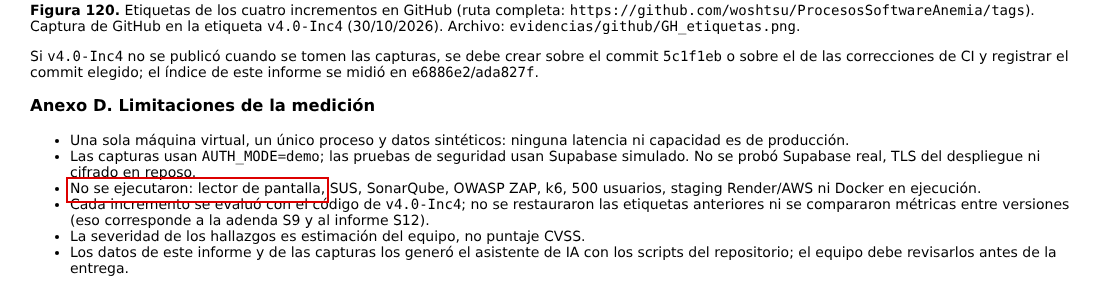 Figura 120. Etiquetas de los cuatro incrementos en GitHub (ruta completa: https://github.com/woshtsu/ProcesosSoftwareAnemia/tags).
Captura de GitHub en la etiqueta v4.0-Inc4 (30/10/2026). Archivo: evidencias/github/GH_etiquetas.png.
Si v4.0-Inc4 no se publicó cuando se tomen las capturas, se debe crear sobre el commit 5c1f1eb o sobre el de las correcciones de CI y registrar el
commit elegido; el índice de este informe se midió en e6886e2/ada827f.
Anexo D. Limitaciones de la medición
• Una sola máquina virtual, un único proceso y datos sintéticos: ninguna latencia ni capacidad es de producción.
• Las capturas usan AUTH_MODE=demo; las pruebas de seguridad usan Supabase simulado. No se probó Supabase real, TLS del despliegue ni
cifrado en reposo.
• No se ejecutaron: lector de pantalla, SUS, SonarQube, OWASP ZAP, k6, 500 usuarios, staging Render/AWS ni Docker en ejecución.
• Cada incremento se evaluó con el código de v4.0-Inc4; no se restauraron las etiquetas anteriores ni se compararon métricas entre versiones
(eso corresponde a la adenda S9 y al informe S12).
• La severidad de los hallazgos es estimación del equipo, no puntaje CVSS.
• Los datos de este informe y de las capturas los generó el asistente de IA con los scripts del repositorio; el equipo debe revisarlos antes de la
entrega.